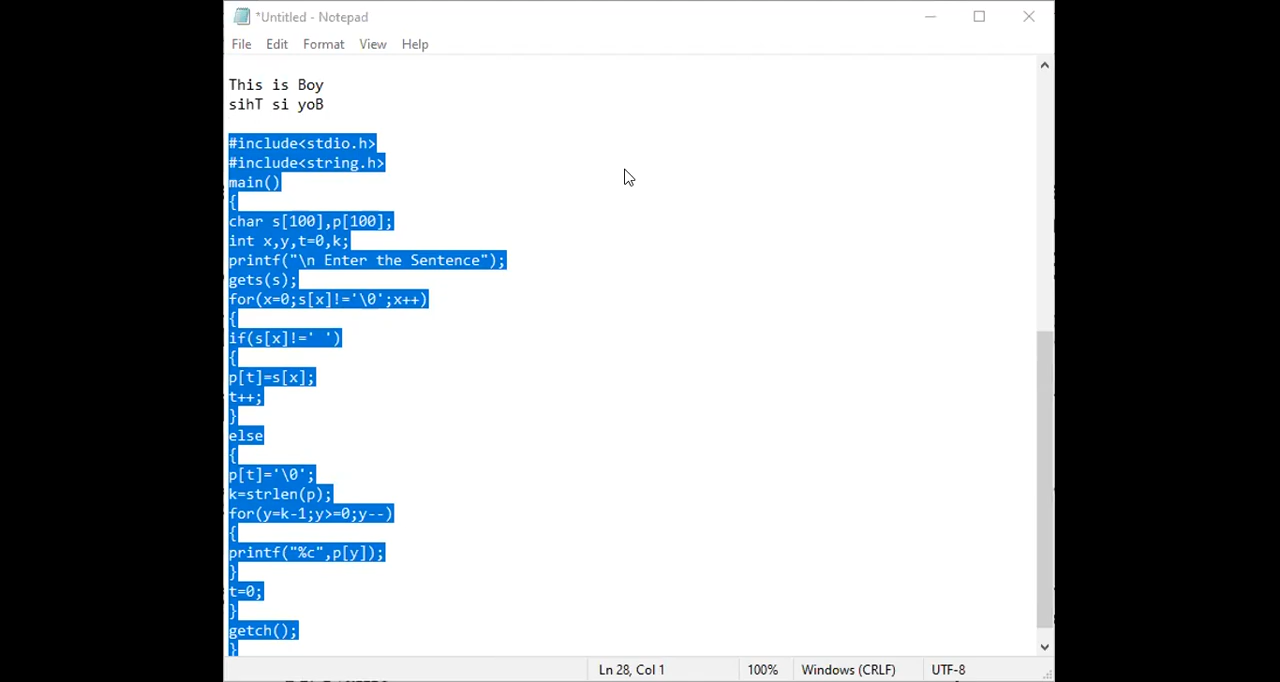 *Untitled - Notepad
File Edit Format View Help
This is Boy
sihT si yoB
#include<stdio.h>
#include<string.h>
main()
{
char s[100],p[100];
int x,y,t=0,k;
printf("\n Enter the Sentence");
gets(s);
for(x=0;s[x]!='\0';x++)
{
if(s[x]!=' ')
{
p[t]=s[x];
t++;
}
else
{
p[t]='\0';
k=strlen(p);
for(y=k-1;y>=0;y--)
{
printf("%c",p[y]);
}
t=0;
}
getch();
}
Ln 28, Col 1 100% Windows (CRLF) UTF-8